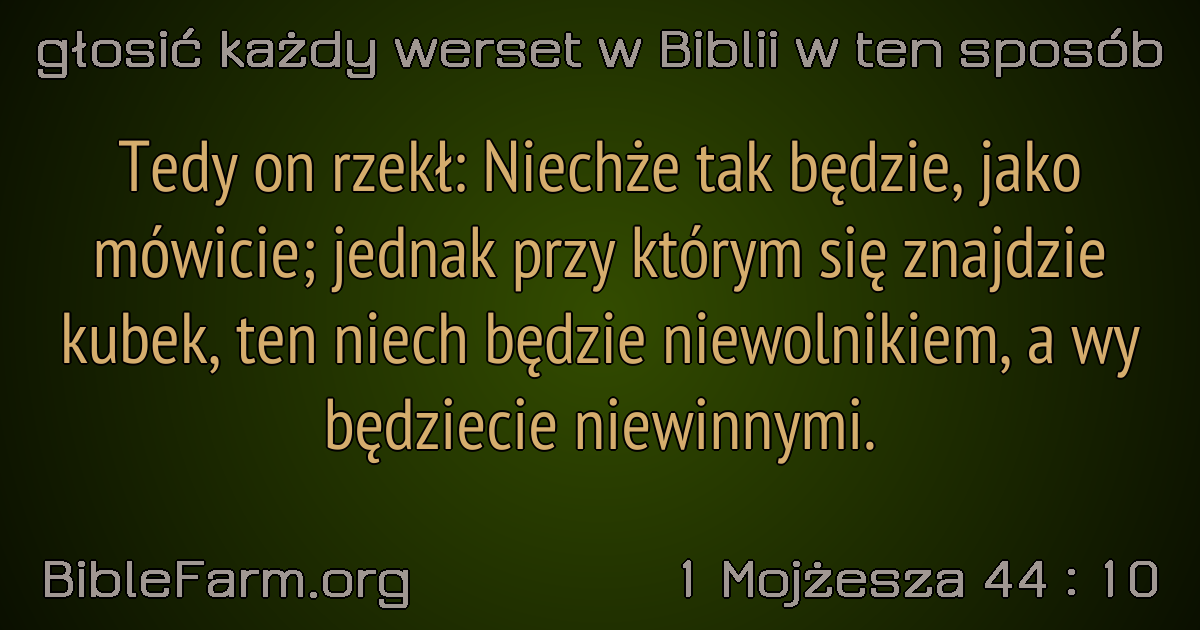 głosić każdy werset w Biblii w ten sposób
Tedy on rzekł: Niechże tak będzie, jako
mówicie; jednak przy którym się znajdzie
kubek, ten niech będzie niewolnikiem, a wy
będziecie niewinnymi.
BibleFarm.org
1 Mojżesza 44 : 10